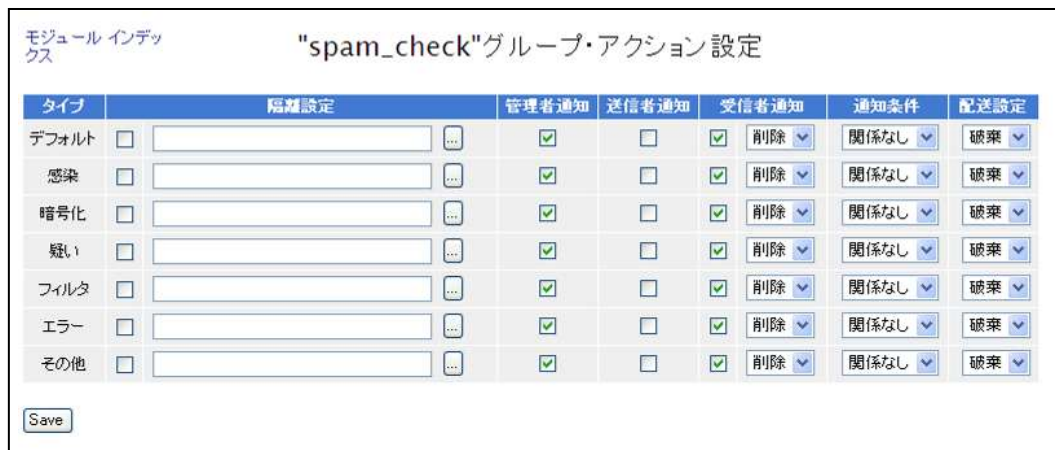 モジュール インデッ
クス
"spam_check"グループ・アクション設定
タイプ 隔離設定 管理者通知 送信者通知 受信者通知 通知条件 配送設定
デフォルト ... 削除 関係なし 破棄
感染 ... 削除 関係なし 破棄
暗号化 ... 削除 関係なし 破棄
疑い ... 削除 関係なし 破棄
フィルタ ... 削除 関係なし 破棄
エラー ... 削除 関係なし 破棄
その他 ... 削除 関係なし 破棄
Save